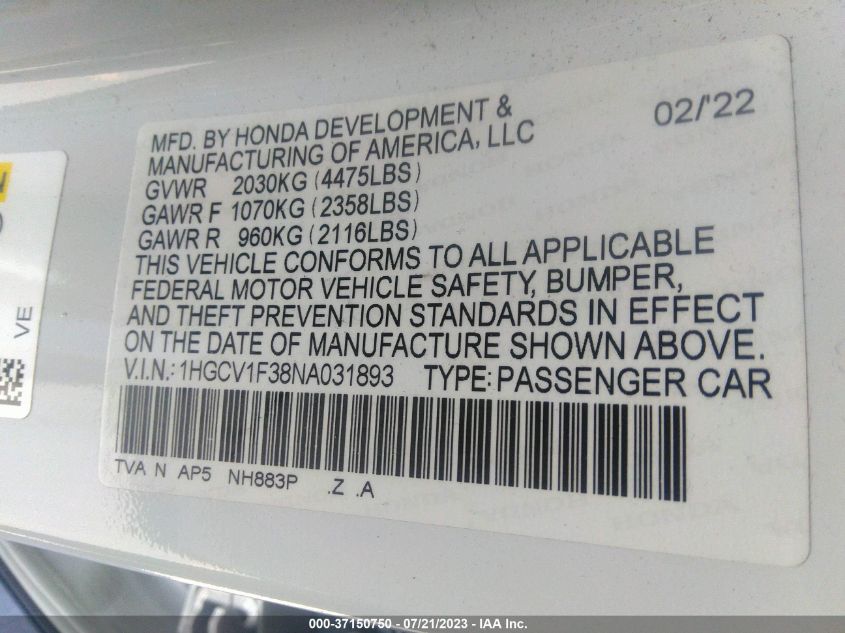 02/'22
MFD. BY HONDA DEVELOPMENT &
MANUFACTURING OF AMERICA, LLC
GVWR 2030KG (4475LBS)
GAWR F 1070KG (2358LBS)
GAWR R 960KG (2116LBS)
THIS VEHICLE CONFORMS TO ALL APPLICABLE
FEDERAL MOTOR VEHICLE SAFETY, BUMPER,
AND THEFT PREVENTION STANDARDS IN EFFECT
ON THE DATE OF MANUFACTURE SHOWN ABOVE.
V.I.N.: 1HGCV1F38NA031893 TYPE: PASSENGER CAR
TVA N AP5 NH883P .Z .A
VE
HONDA
000-37150750 - 07/21/2023 - IAA Inc.